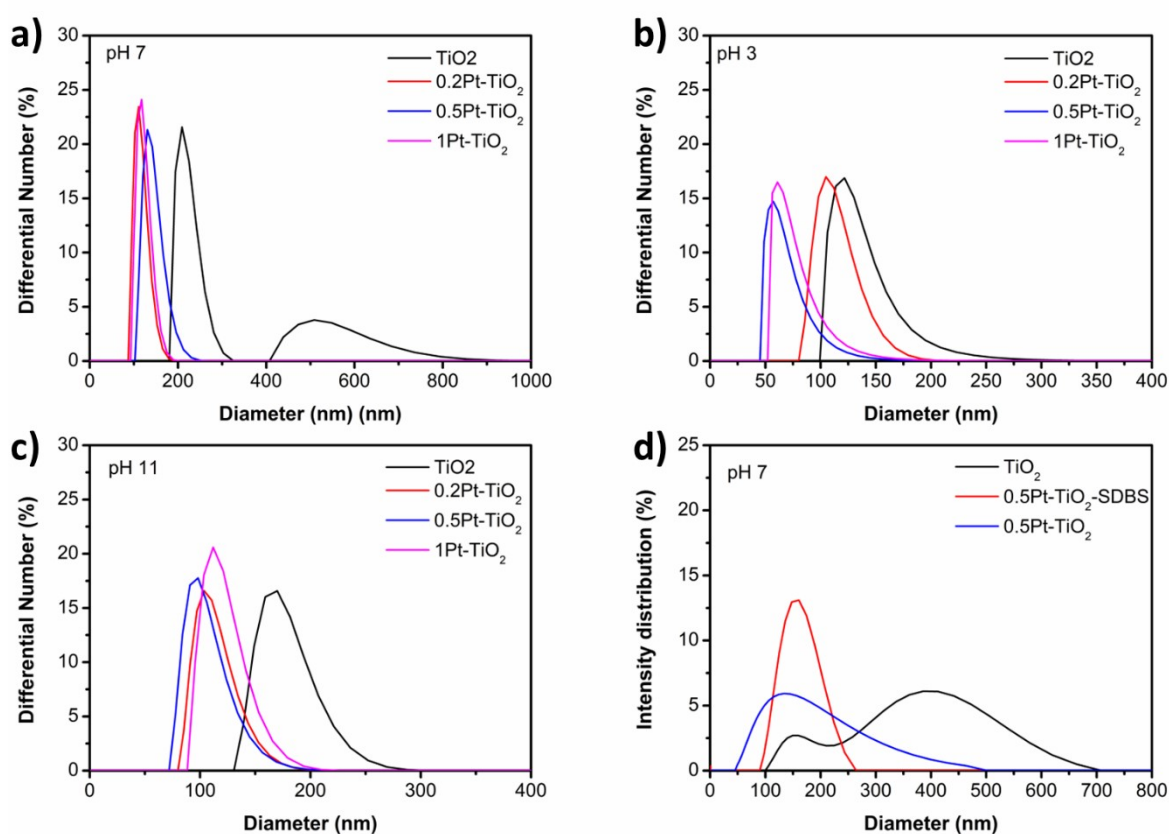 a)
pH 7
TiO2
0.2Pt-TiO₂
0.5Pt-TiO₂
1Pt-TiO₂
Differential Number (%)
30
25
20
15
10
5
0
0 200 400 600 800 1000
Diameter (nm) (nm)
b)
pH 3
TiO2
0.2Pt-TiO₂
0.5Pt-TiO₂
1Pt-TiO₂
Differential Number (%)
30
25
20
15
10
5
0
0 50 100 150 200 250 300 350 400
Diameter (nm)
c)
pH 11
TiO2
0.2Pt-TiO₂
0.5Pt-TiO₂
1Pt-TiO₂
Differential Number (%)
30
25
20
15
10
5
0
0 100 200 300 400
Diameter (nm)
d)
pH 7
TiO₂
0.5Pt-TiO₂-SDBS
0.5Pt-TiO₂
Intensity distribution (%)
25
20
15
10
5
0
0 100 200 300 400 500 600 700 800
Diameter (nm)